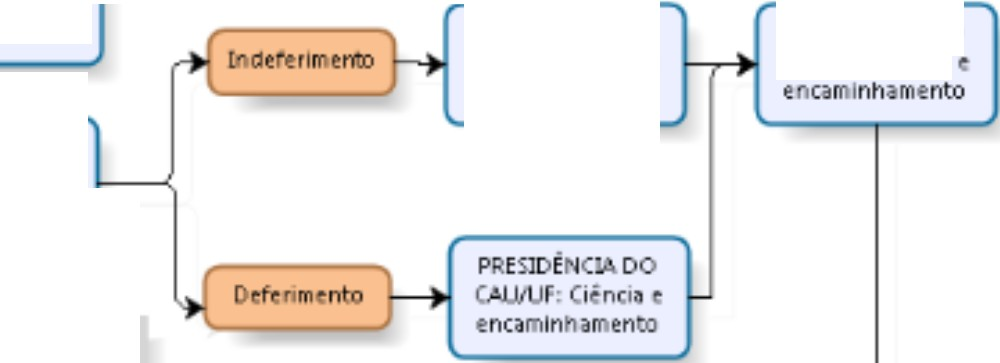 Indeferimento
e
encaminhamento
Deferimento
PRESIDÊNCIA DO
CAU/UF: Ciência e
encaminhamento